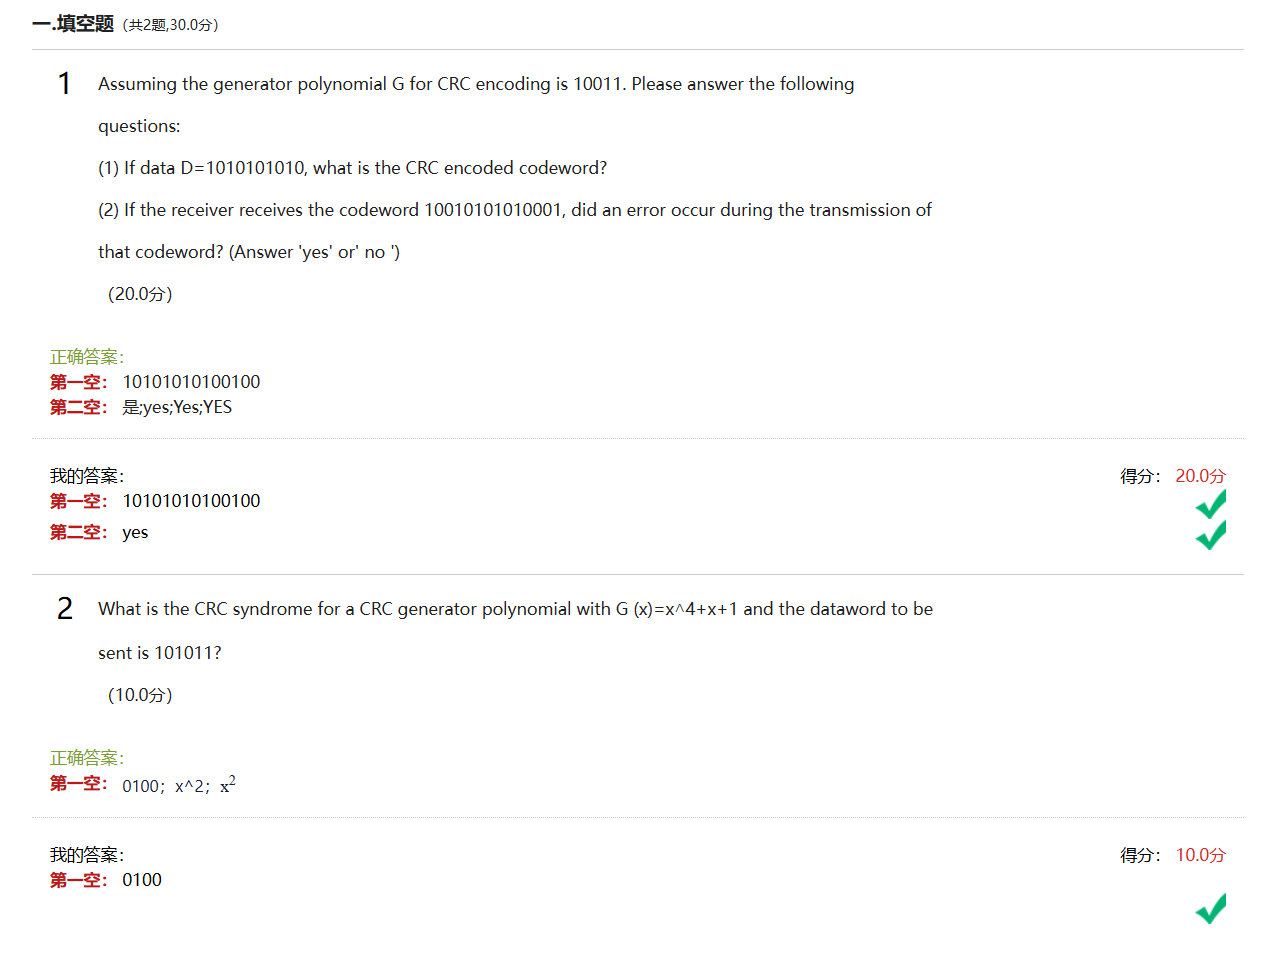 一.填空题（共2题,30.0分）
1 Assuming the generator polynomial G for CRC encoding is 10011. Please answer the following
questions:
(1) If data D=1010101010, what is the CRC encoded codeword?
(2) If the receiver receives the codeword 10010101010001, did an error occur during the transmission of
that codeword? (Answer 'yes' or' no ')
（20.0分）
正确答案：
第一空： 10101010100100
第二空： 是;yes;Yes;YES
我的答案： 得分： 20.0分
第一空： 10101010100100
第二空： yes
2 What is the CRC syndrome for a CRC generator polynomial with G (x)=x^4+x+1 and the dataword to be
sent is 101011?
（10.0分）
正确答案：
第一空： 0100；x^2；x²
我的答案： 得分： 10.0分
第一空： 0100